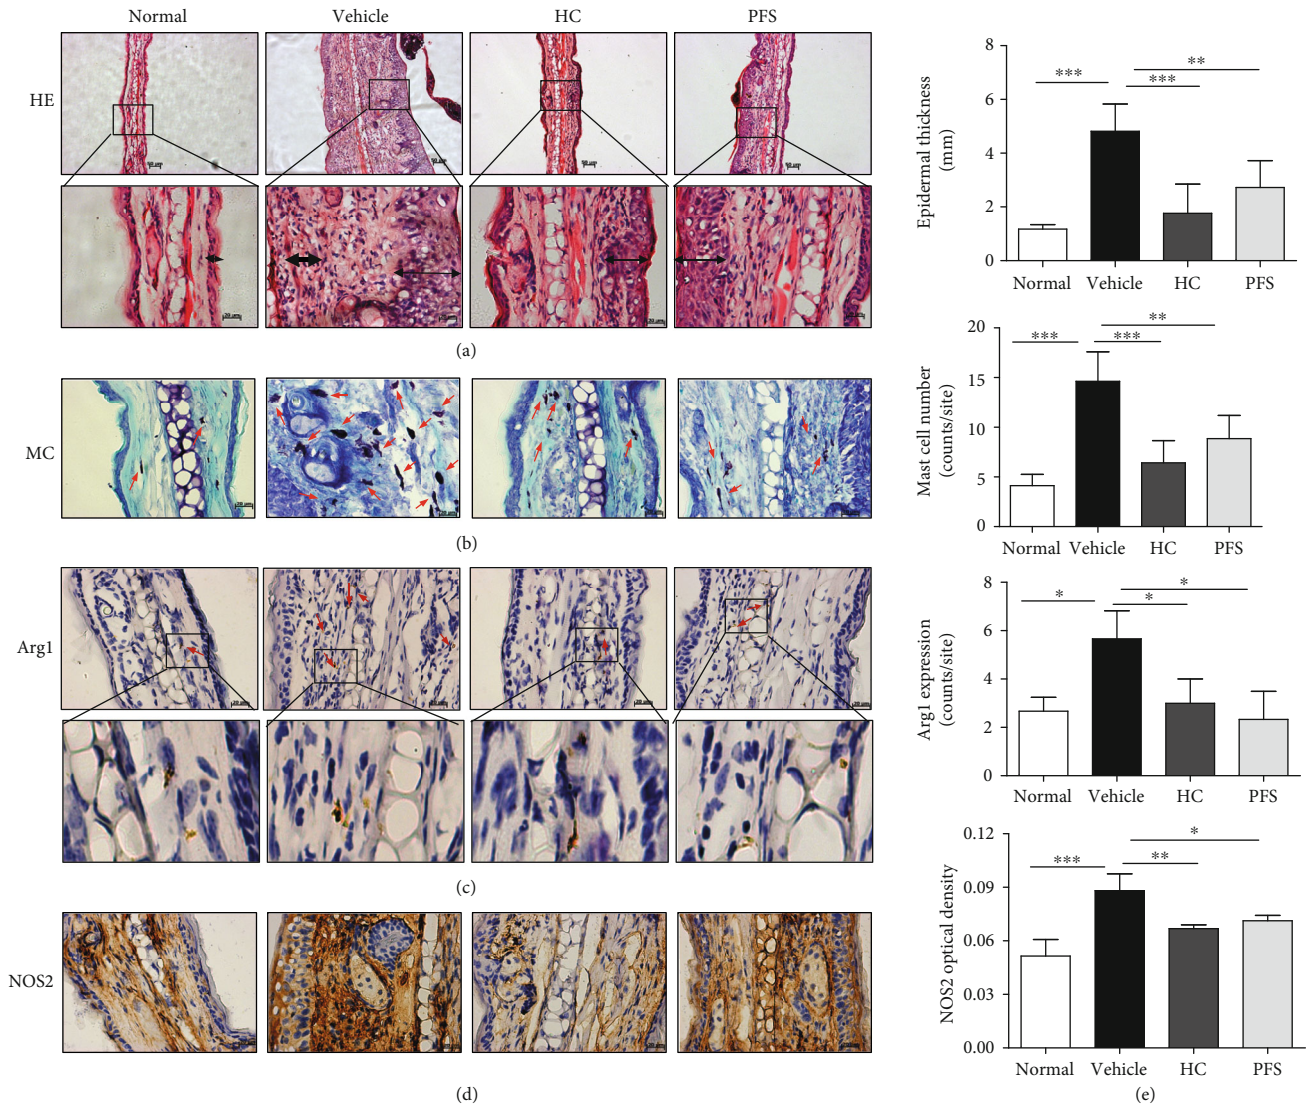 Normal Vehicle HC PFS
HE
(a)
MC
(b)
Arg1
(c)
NOS2
(d)
Epidermal thickness
(mm)
8
6
4
2
0
***
**
***
Normal Vehicle HC PFS
Mast cell number
(counts/site)
20
15
10
5
0
***
**
***
Normal Vehicle HC PFS
Arg1 expression
(counts/site)
8
6
4
2
0
*
*
*
Normal Vehicle HC PFS
NOS2 optical density
0.12
0.09
0.06
0.03
0.00
***
*
**
Normal Vehicle HC PFS
(e)